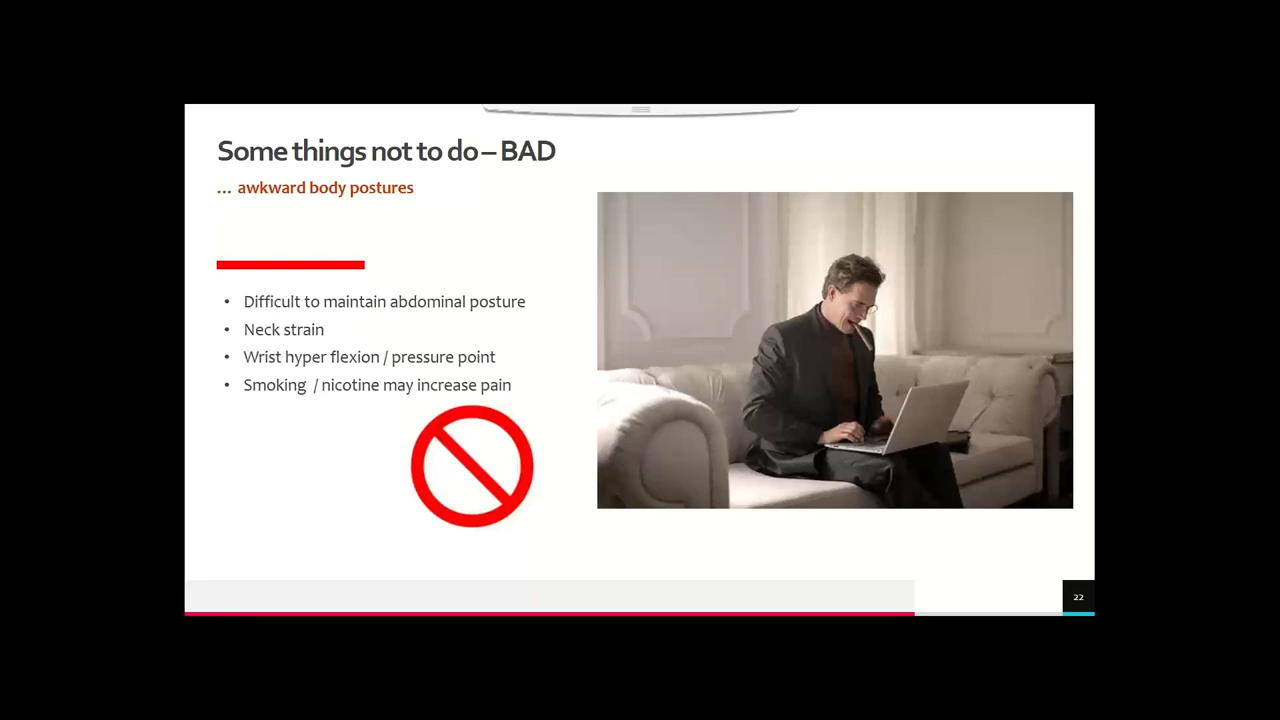 Some things not to do – BAD
... awkward body postures
• Difficult to maintain abdominal posture
• Neck strain
• Wrist hyper flexion / pressure point
• Smoking / nicotine may increase pain
22